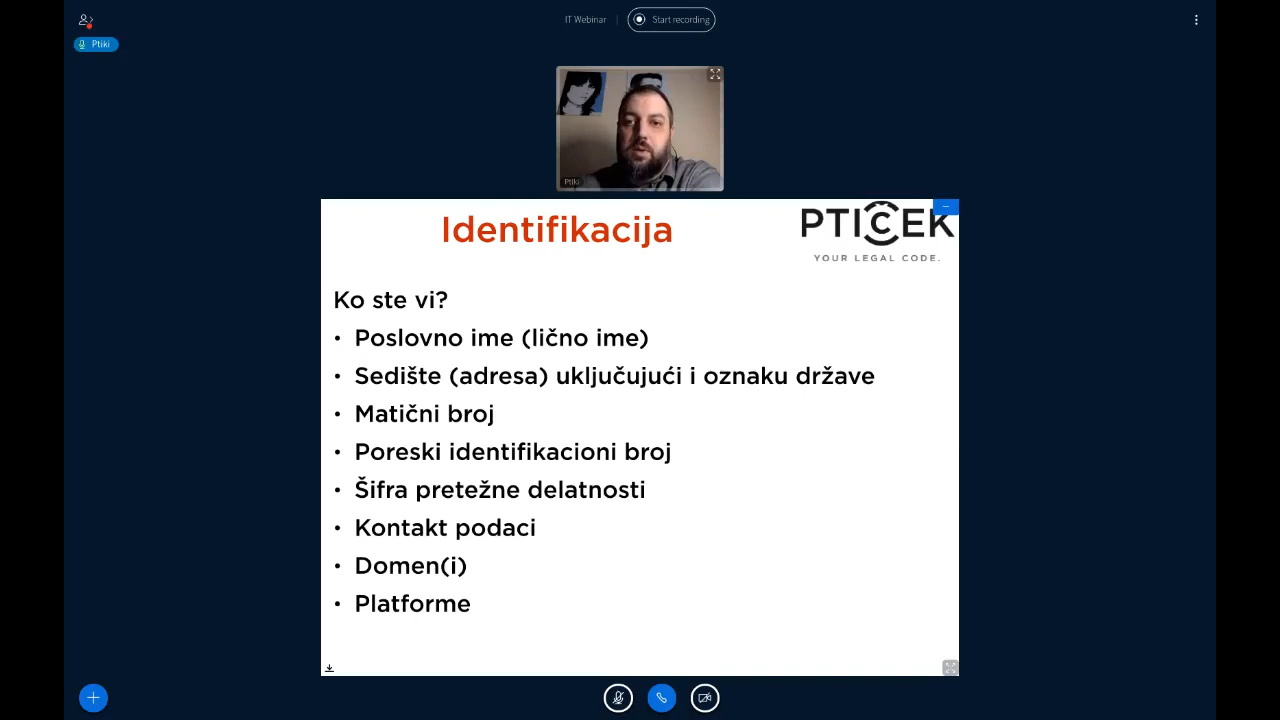 IT Webinar
Start recording
Ptiki
Ptiki
Identifikacija
PTIČEK
YOUR LEGAL CODE.
Ko ste vi?
• Poslovno ime (lično ime)
• Sedište (adresa) uključujući i oznaku države
• Matični broj
• Poreski identifikacioni broj
• Šifra pretežne delatnosti
• Kontakt podaci
• Domen(i)
• Platforme